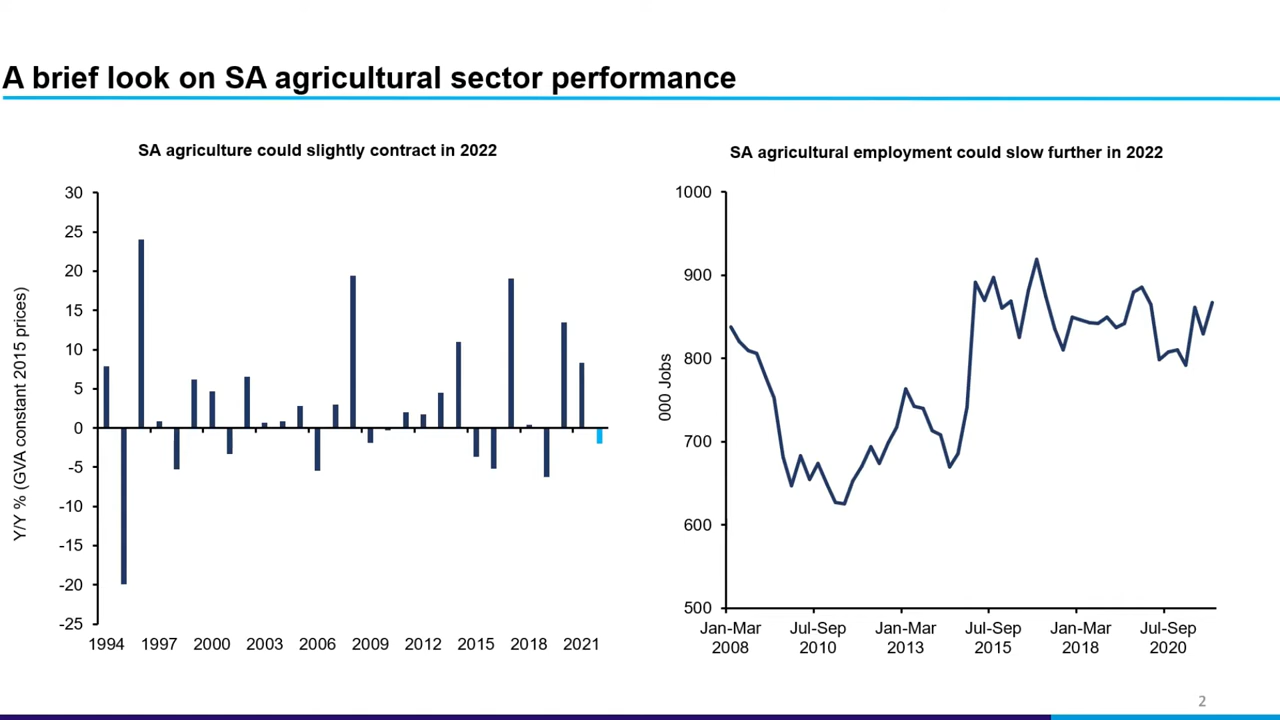 A brief look on SA agricultural sector performance
SA agriculture could slightly contract in 2022
Y/Y % (GVA constant 2015 prices)
30
25
20
15
10
5
0
-5
-10
-15
-20
-25
1994 1997 2000 2003 2006 2009 2012 2015 2018 2021
SA agricultural employment could slow further in 2022
000 Jobs
1000
900
800
700
600
500
Jan-Mar Jul-Sep Jan-Mar Jul-Sep Jan-Mar Jul-Sep
2008 2010 2013 2015 2018 2020
2